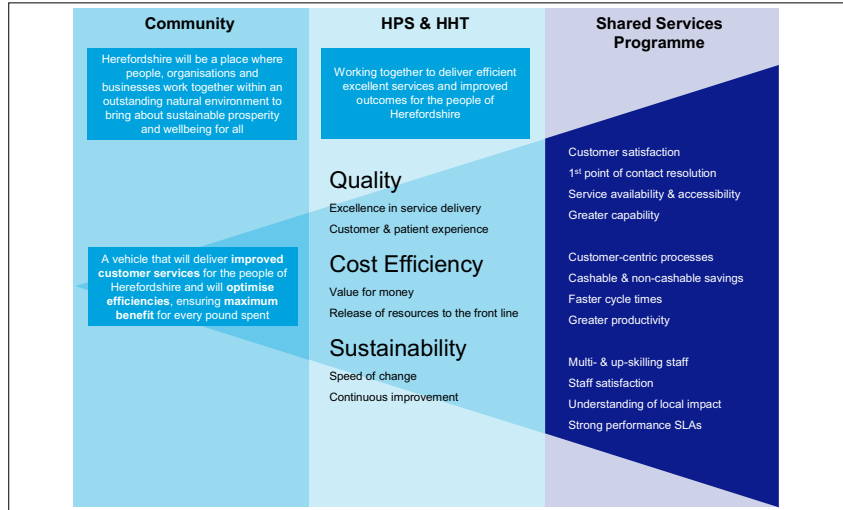 Community
Herefordshire will be a place where
people, organisations and
businesses work together within an
outstanding natural environment to
bring about sustainable prosperity
and wellbeing for all
A vehicle that will deliver improved
customer services for the people of
Herefordshire and will optimise
efficiencies, ensuring maximum
benefit for every pound spent
HPS & HHT
Working together to deliver efficient
excellent services and improved
outcomes for the people of
Herefordshire
Quality
Excellence in service delivery
Customer & patient experience
Cost Efficiency
Value for money
Release of resources to the front line
Sustainability
Speed of change
Continuous improvement
Shared Services
Programme
Customer satisfaction
1st point of contact resolution
Service availability & accessibility
Greater capability
Customer-centric processes
Cashable & non-cashable savings
Faster cycle times
Greater productivity
Multi- & up-skilling staff
Staff satisfaction
Understanding of local impact
Strong performance SLAs